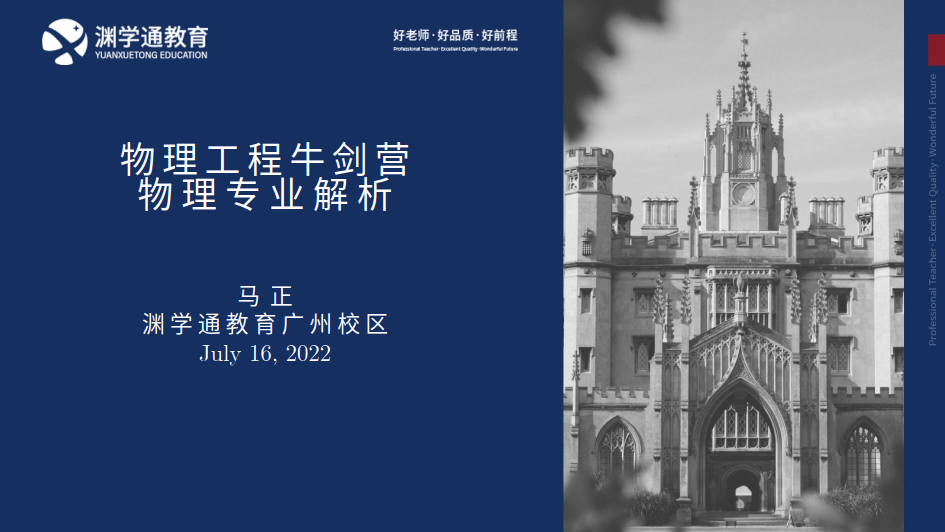 渊学通教育
YUANXUETONG EDUCATION
好老师·好品质·好前程
Professional Teacher·Excellent Quality·Wonderful Future
物理工程牛剑营
物理专业解析
马 正
渊学通教育广州校区
July 16, 2022
Professional Teacher·Excellent Quality·Wonderful Future